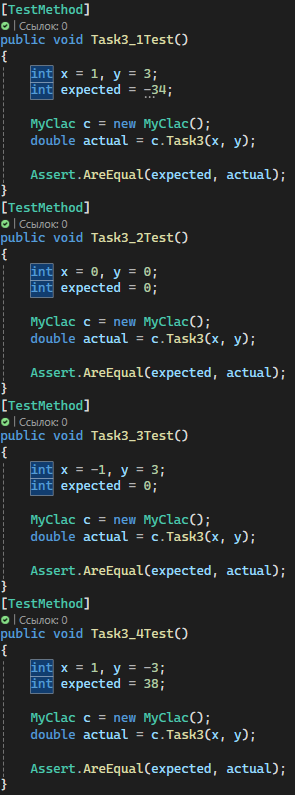 [TestMethod]
Ссылок: 0
public void Task3_1Test()
{
int x = 1, y = 3;
int expected = -34;
MyClac c = new MyClac();
double actual = c.Task3(x, y);
Assert.AreEqual(expected, actual);
}
[TestMethod]
Ссылок: 0
public void Task3_2Test()
{
int x = 0, y = 0;
int expected = 0;
MyClac c = new MyClac();
double actual = c.Task3(x, y);
Assert.AreEqual(expected, actual);
}
[TestMethod]
Ссылок: 0
public void Task3_3Test()
{
int x = -1, y = 3;
int expected = 0;
MyClac c = new MyClac();
double actual = c.Task3(x, y);
Assert.AreEqual(expected, actual);
}
[TestMethod]
Ссылок: 0
public void Task3_4Test()
{
int x = 1, y = -3;
int expected = 38;
MyClac c = new MyClac();
double actual = c.Task3(x, y);
Assert.AreEqual(expected, actual);
}